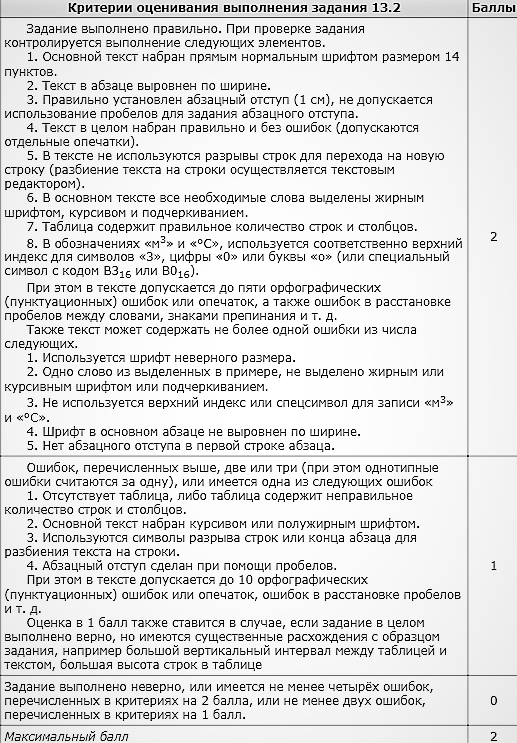 Критерии оценивания выполнения задания 13.2 Баллы
Задание выполнено правильно. При проверке задания
контролируется выполнение следующих элементов.
1. Основной текст набран прямым нормальным шрифтом размером 14
пунктов.
2. Текст в абзаце выровнен по ширине.
3. Правильно установлен абзацный отступ (1 см), не допускается
использование пробелов для задания абзацного отступа.
4. Текст в целом набран правильно и без ошибок (допускаются
отдельные опечатки).
5. В тексте не используются разрывы строк для перехода на новую
строку (разбиение текста на строки осуществляется текстовым
редактором).
6. В основном тексте все необходимые слова выделены жирным
шрифтом, курсивом и подчеркиванием.
7. Таблица содержит правильное количество строк и столбцов.
8. В обозначениях «м³» и «°С», используется соответственно верхний
индекс для символов «3», цифры «0» или буквы «о» (или специальный
символ с кодом B3₁₆ или B0₁₆).
При этом в тексте допускается до пяти орфографических
(пунктуационных) ошибок или опечаток, а также ошибок в расстановке
пробелов между словами, знаками препинания и т. д.
Также текст может содержать не более одной ошибки из числа
следующих.
1. Используется шрифт неверного размера.
2. Одно слово из выделенных в примере, не выделено жирным или
курсивным шрифтом или подчеркиванием.
3. Не используется верхний индекс или спецсимвол для записи «м³»
и «°С».
4. Шрифт в основном абзаце не выровнен по ширине.
5. Нет абзацного отступа в первой строке абзаца.
2
Ошибок, перечисленных выше, две или три (при этом однотипные
ошибки считаются за одну), или имеется одна из следующих ошибок
1. Отсутствует таблица, либо таблица содержит неправильное
количество строк и столбцов.
2. Основной текст набран курсивом или полужирным шрифтом.
3. Используются символы разрыва строк или конца абзаца для
разбиения текста на строки.
4. Абзацный отступ сделан при помощи пробелов.
При этом в тексте допускается до 10 орфографических
(пунктуационных) ошибок или опечаток, ошибок в расстановке пробелов
и т. д.
Оценка в 1 балл также ставится в случае, если задание в целом
выполнено верно, но имеются существенные расхождения с образцом
задания, например большой вертикальный интервал между таблицей и
текстом, большая высота строк в таблице
1
Задание выполнено неверно, или имеется не менее четырёх ошибок,
перечисленных в критериях на 2 балла, или не менее двух ошибок,
перечисленных в критериях на 1 балл.
0
Максимальный балл 2